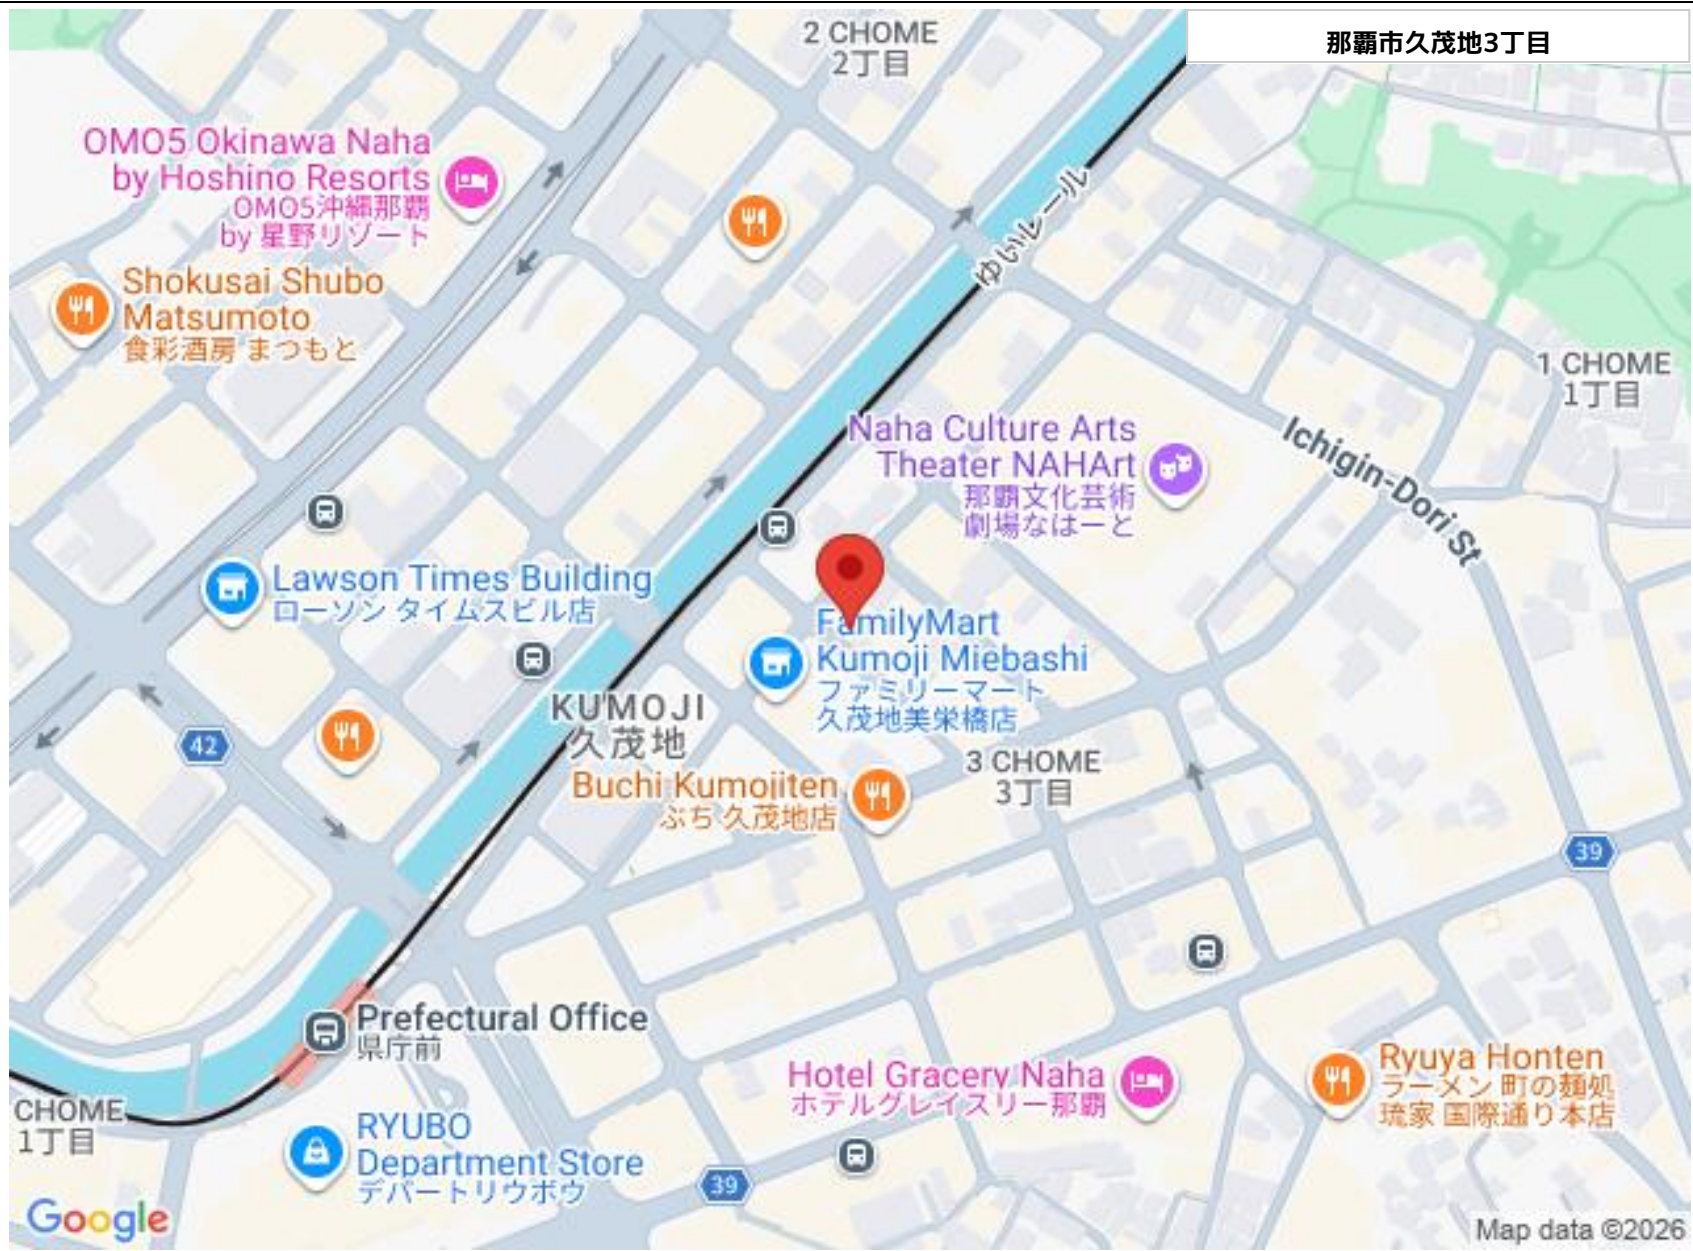 那覇市久茂地3丁目
2 CHOME
2丁目
OMO5 Okinawa Naha
by Hoshino Resorts
OMO5沖縄那覇
by 星野リゾート
ゆいレール
Shokusai Shubo
Matsumoto
食彩酒房 まつもと
1 CHOME
1丁目
Naha Culture Arts
Theater NAHArt
那覇文化芸術
劇場なはーと
Ichigin-Dori St
Lawson Times Building
ローソン タイムスビル店
FamilyMart
Kumoji Miebashi
ファミリーマート
久茂地美栄橋店
KUMOJI
久茂地
42
3 CHOME
3丁目
Buchi Kumojiten
ぶち 久茂地店
39
Prefectural Office
県庁前
Hotel Gracery Naha
ホテルグレイスリー那覇
Ryuya Honten
ラーメン 町の麺処
琉家 国際通り本店
CHOME
1丁目
RYUBO
Department Store
デパートリウボウ
39
Google
Map data ©2026